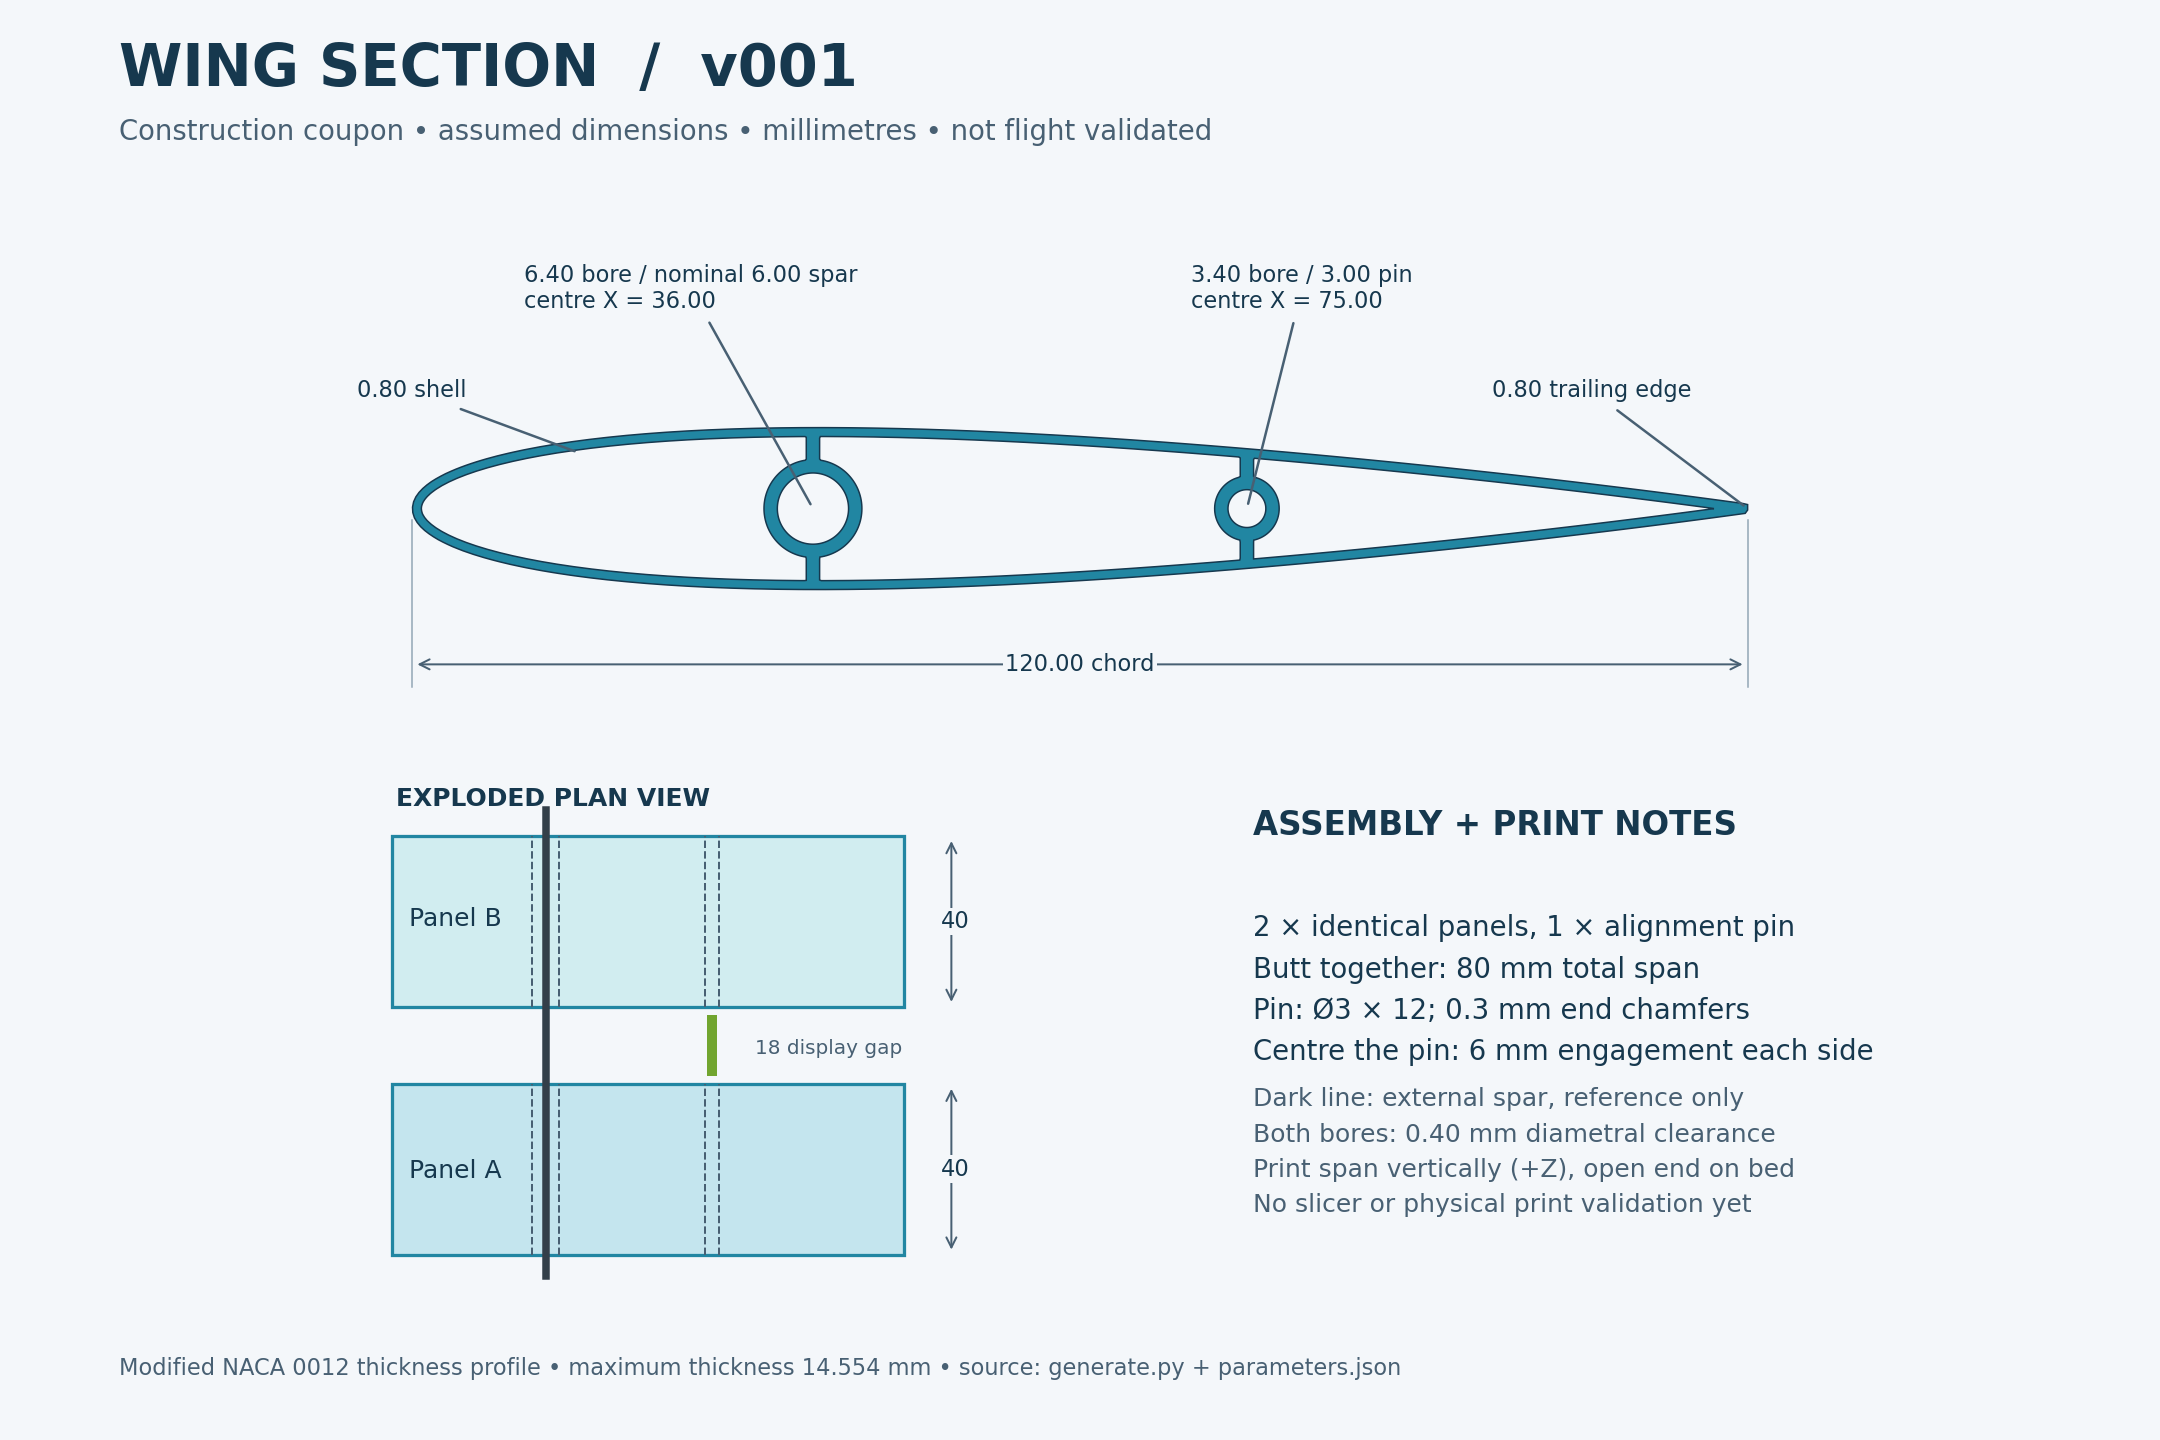 WING SECTION / v001
Construction coupon • assumed dimensions • millimetres • not flight validated
6.40 bore / nominal 6.00 spar
centre X = 36.00
3.40 bore / 3.00 pin
centre X = 75.00
0.80 shell
0.80 trailing edge
120.00 chord
EXPLODED PLAN VIEW
Panel B
40
18 display gap
Panel A
40
ASSEMBLY + PRINT NOTES
2 × identical panels, 1 × alignment pin
Butt together: 80 mm total span
Pin: Ø3 × 12; 0.3 mm end chamfers
Centre the pin: 6 mm engagement each side
Dark line: external spar, reference only
Both bores: 0.40 mm diametral clearance
Print span vertically (+Z), open end on bed
No slicer or physical print validation yet
Modified NACA 0012 thickness profile • maximum thickness 14.554 mm • source: generate.py + parameters.json